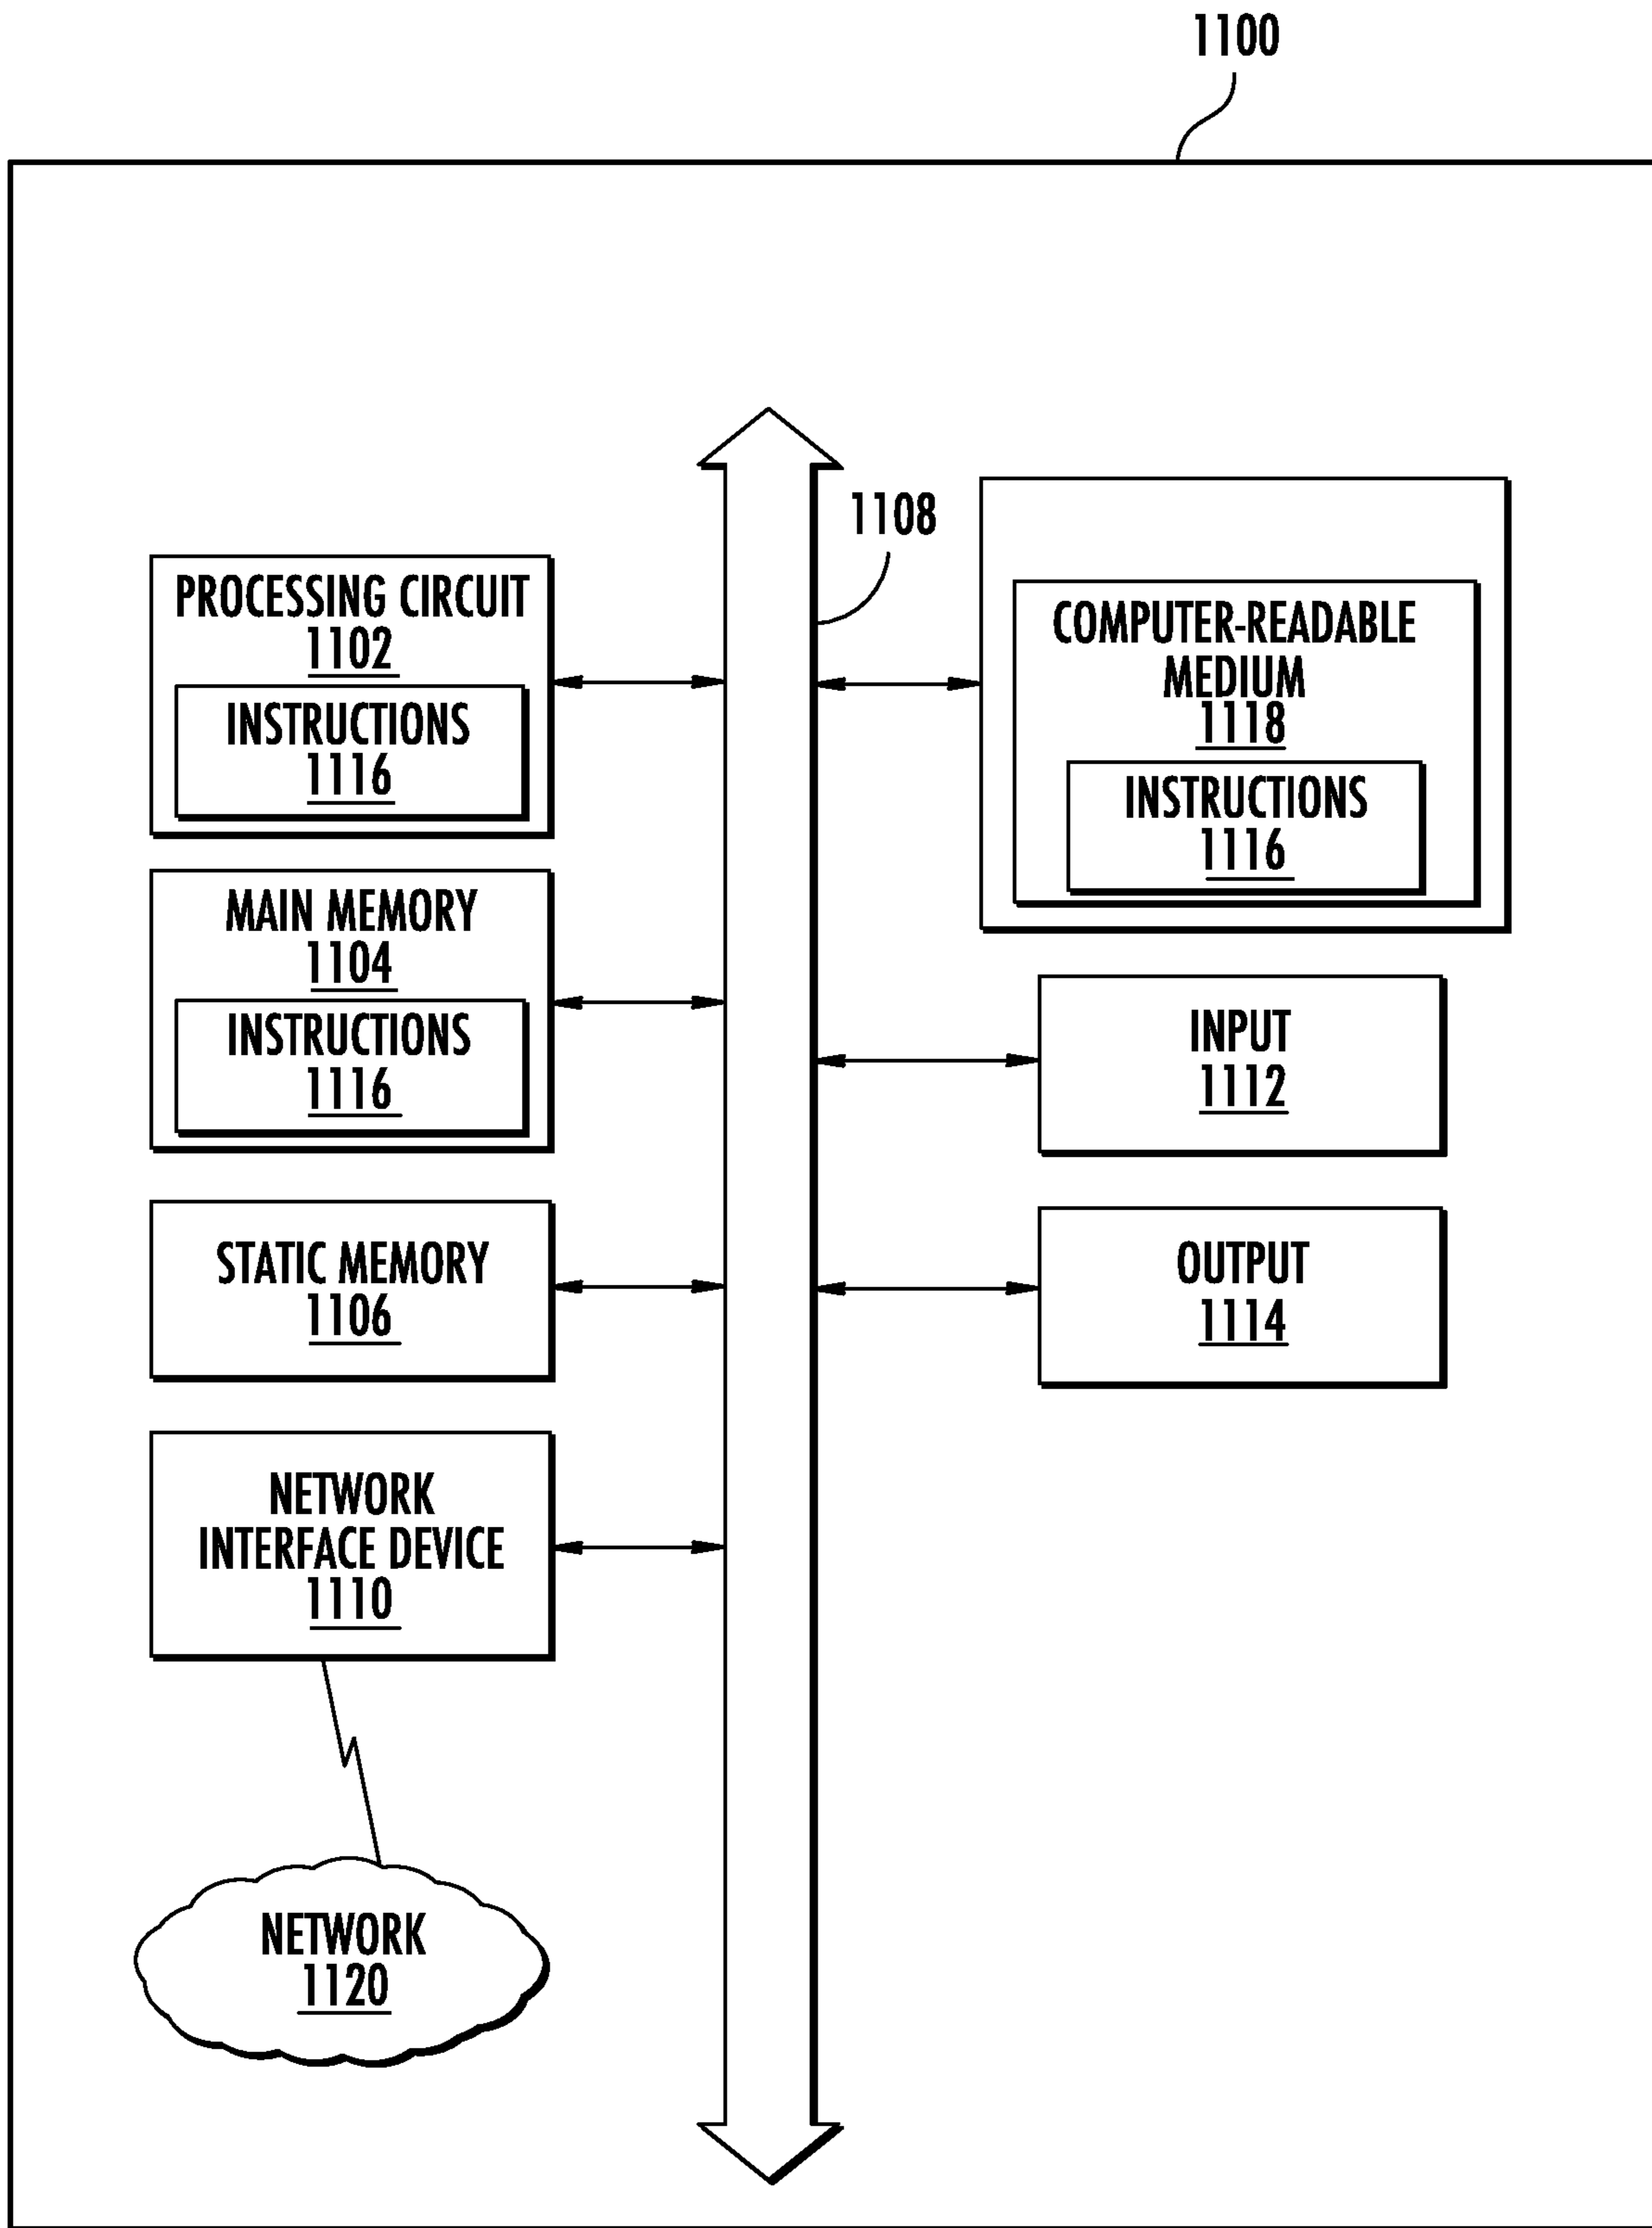 1100
1108
PROCESSING CIRCUIT
1102
INSTRUCTIONS
1116
MAIN MEMORY
1104
INSTRUCTIONS
1116
STATIC MEMORY
1106
NETWORK
INTERFACE DEVICE
1110
NETWORK
1120
COMPUTER-READABLE
MEDIUM
1118
INSTRUCTIONS
1116
INPUT
1112
OUTPUT
1114